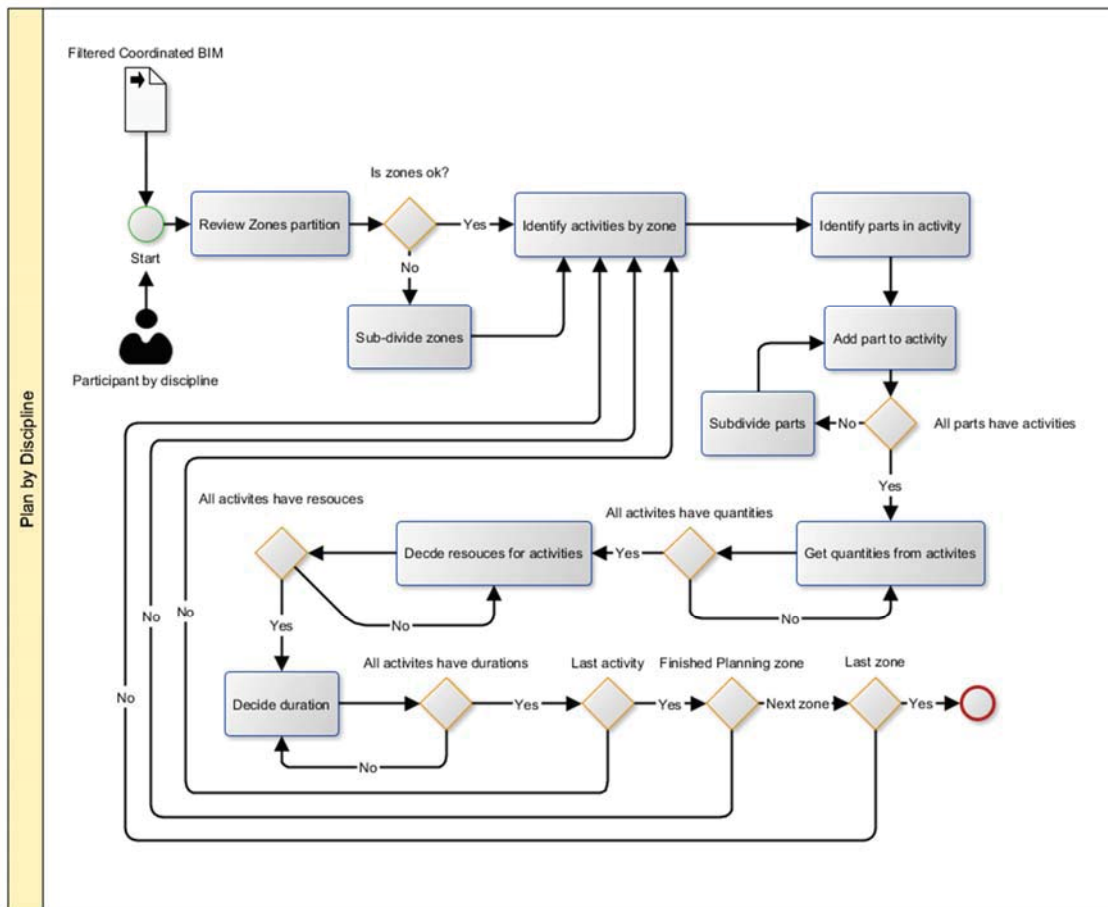 Plan by Discipline
Filtered Coordinated BIM
Start
Participant by discipline
Review Zones partition
Is zones ok?
Yes
No
Sub-divide zones
Identify activities by zone
Identify parts in activity
Add part to activity
Subdivide parts
No
All parts have activities
Yes
Get quantities from activites
All activites have quantities
No
Yes
Decde resouces for activities
All activites have resouces
No
Yes
Decide duration
All activites have durations
No
Yes
Last activity
Yes
No
Finished Planning zone
Next zone
No
Last zone
Yes
No